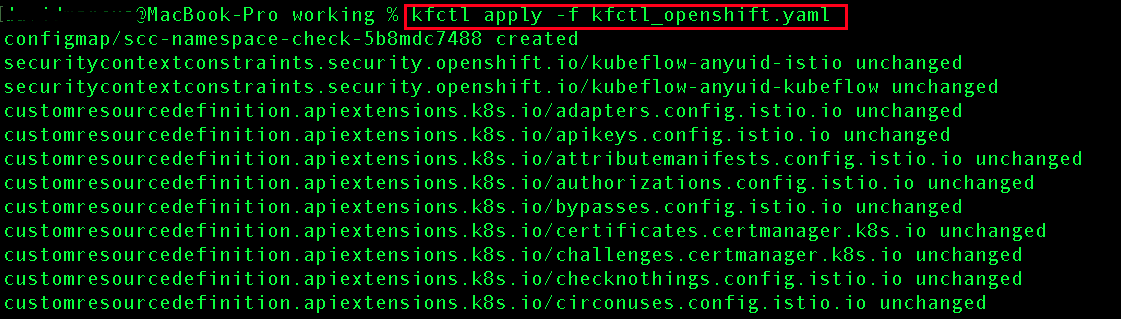 @MacBook-Pro working % kfctl apply -f kfctl_openshift.yaml
configmap/scc-namespace-check-5b8mdc7488 created
securitycontextconstraints.security.openshift.io/kubeflow-anyuid-istio unchanged
securitycontextconstraints.security.openshift.io/kubeflow-anyuid-kubeflow unchanged
customresourcedefinition.apiextensions.k8s.io/adapters.config.istio.io unchanged
customresourcedefinition.apiextensions.k8s.io/apikeys.config.istio.io unchanged
customresourcedefinition.apiextensions.k8s.io/attributemanifests.config.istio.io unchanged
customresourcedefinition.apiextensions.k8s.io/authorizations.config.istio.io unchanged
customresourcedefinition.apiextensions.k8s.io/bypasses.config.istio.io unchanged
customresourcedefinition.apiextensions.k8s.io/certificates.certmanager.k8s.io unchanged
customresourcedefinition.apiextensions.k8s.io/challenges.certmanager.k8s.io unchanged
customresourcedefinition.apiextensions.k8s.io/checknothings.config.istio.io unchanged
customresourcedefinition.apiextensions.k8s.io/circonuses.config.istio.io unchanged